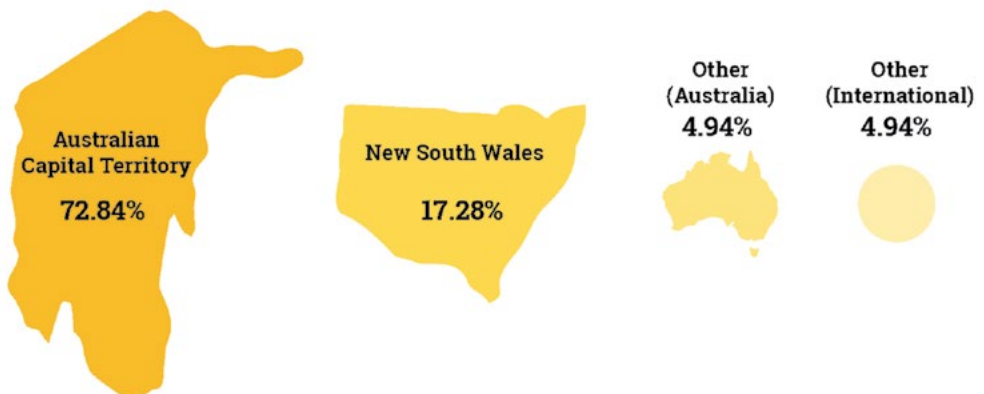 Australian
Capital Territory
72.84%
New South Wales
17.28%
Other
(Australia)
4.94%
Other
(International)
4.94%